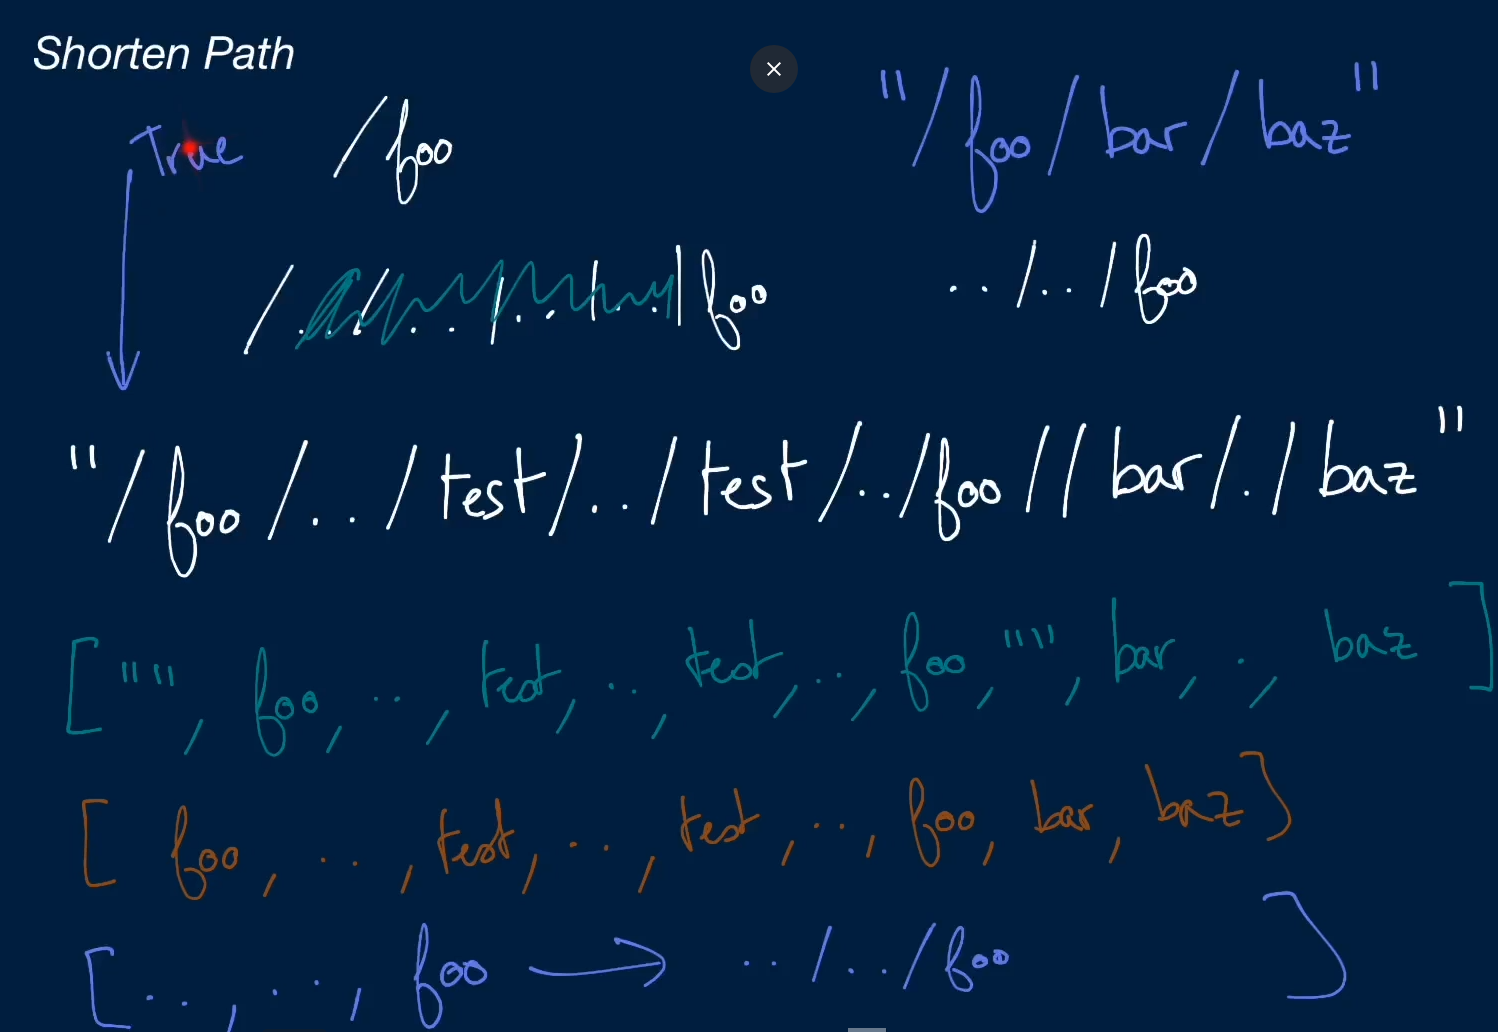 Shorten Path
True
/foo
"/foo/bar/baz"
/../../../../foo
../../foo
"/foo/../test/../test/../foo//bar/./baz"
["", foo, .., test, .., test, .., foo, "", bar, ., baz]
[foo, .., test, .., test, .., foo, bar, baz]
[.., .., foo → ../../foo ]